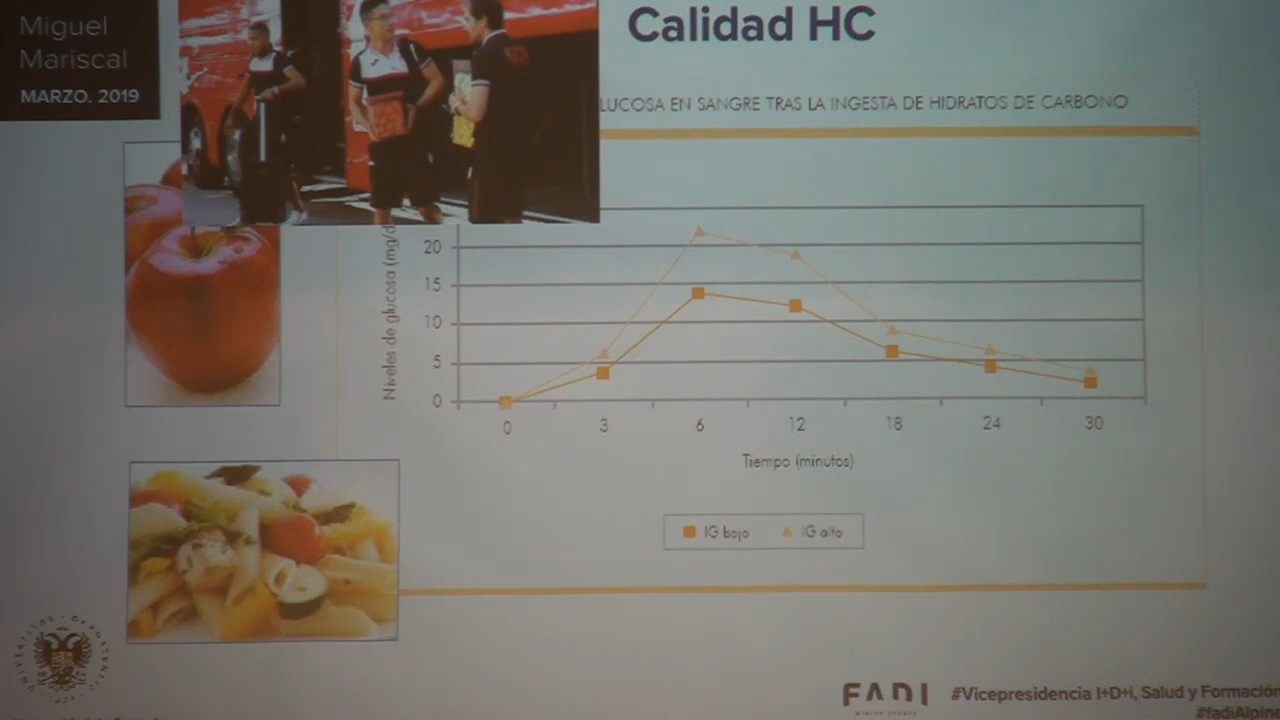 Miguel
Mariscal
MARZO. 2019
Calidad HC
LUCOSA EN SANGRE TRAS LA INGESTA DE HIDRATOS DE CARBONO
Niveles de glucosa (mg/d
20
15
10
5
0
0 3 6 12 18 24 30
Tiempo (minutos)
IG bajo IG alto
FADI
#Vicepresidencia I+D+i, Salud y Formación
#fadiAlpine